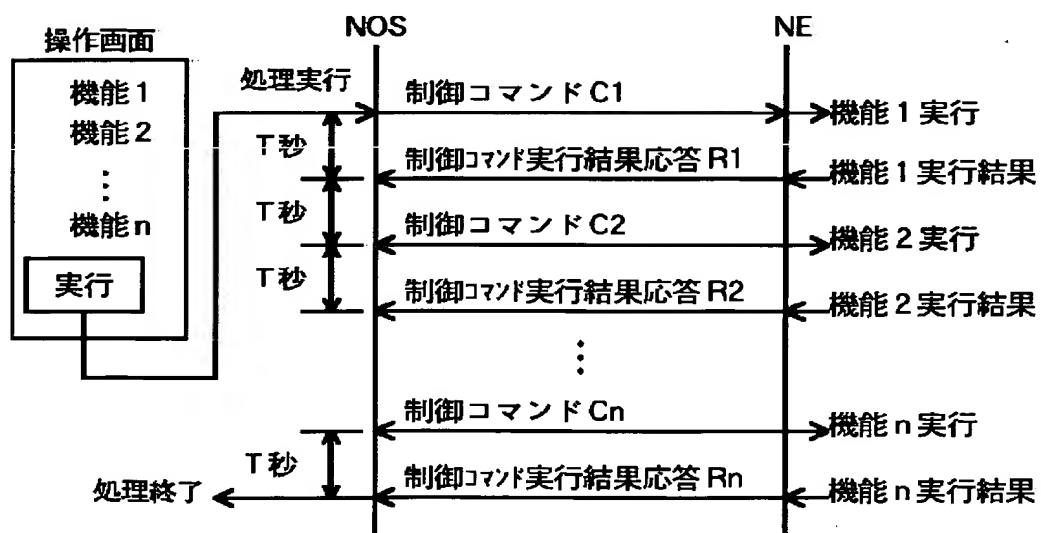 NOS
NE
操作画面
機能1
機能2
⋮
機能n
実行
処理実行
制御コマンドC1
機能1実行
T秒
制御コマンド実行結果応答R1
機能1実行結果
T秒
制御コマンドC2
機能2実行
T秒
制御コマンド実行結果応答R2
機能2実行結果
⋮
制御コマンドCn
機能n実行
T秒
制御コマンド実行結果応答Rn
機能n実行結果
処理終了